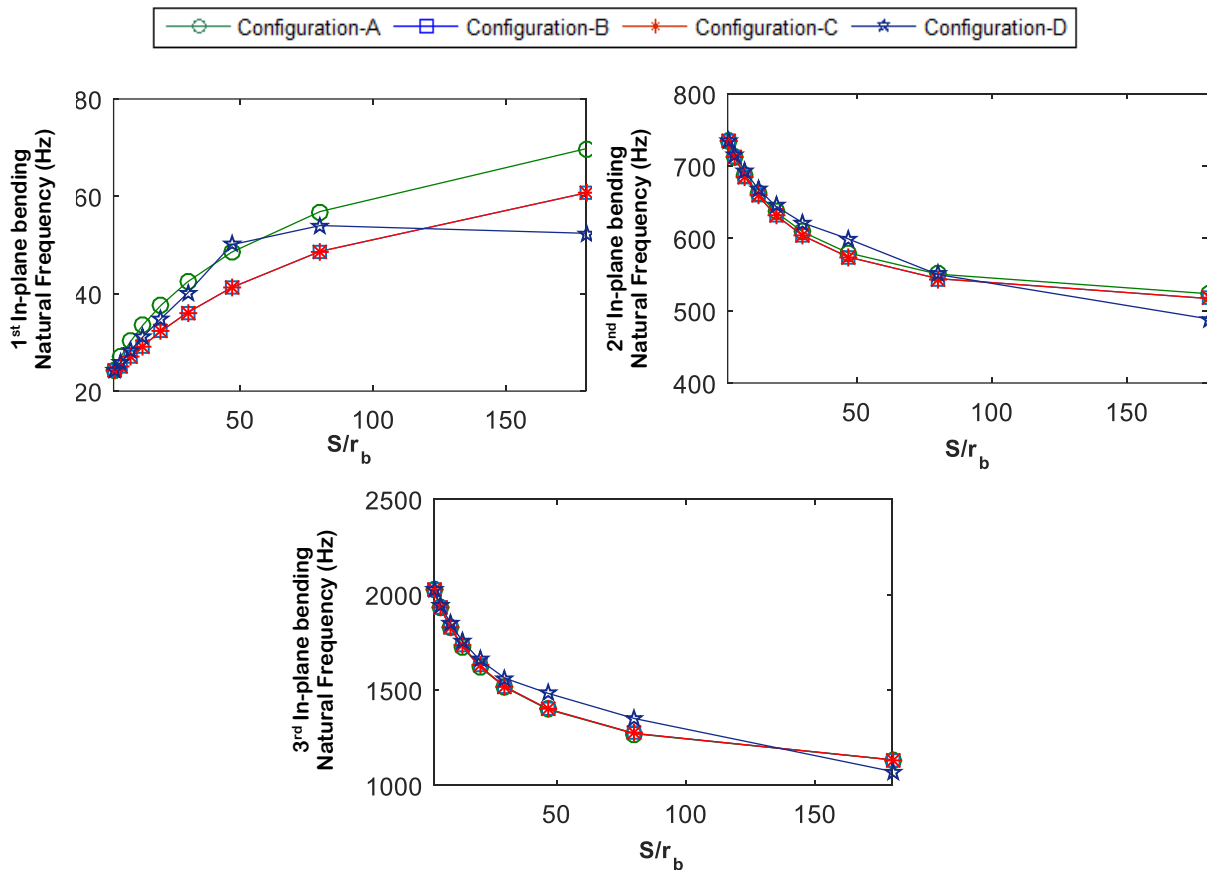 Configuration-A Configuration-B Configuration-C Configuration-D
1st In-plane bending
Natural Frequency (Hz)
80
60
40
20
50 100 150
S/rb
2nd In-plane bending
Natural Frequency (Hz)
800
700
600
500
400
50 100 150
S/rb
3rd In-plane bending
Natural Frequency (Hz)
2500
2000
1500
1000
50 100 150
S/rb